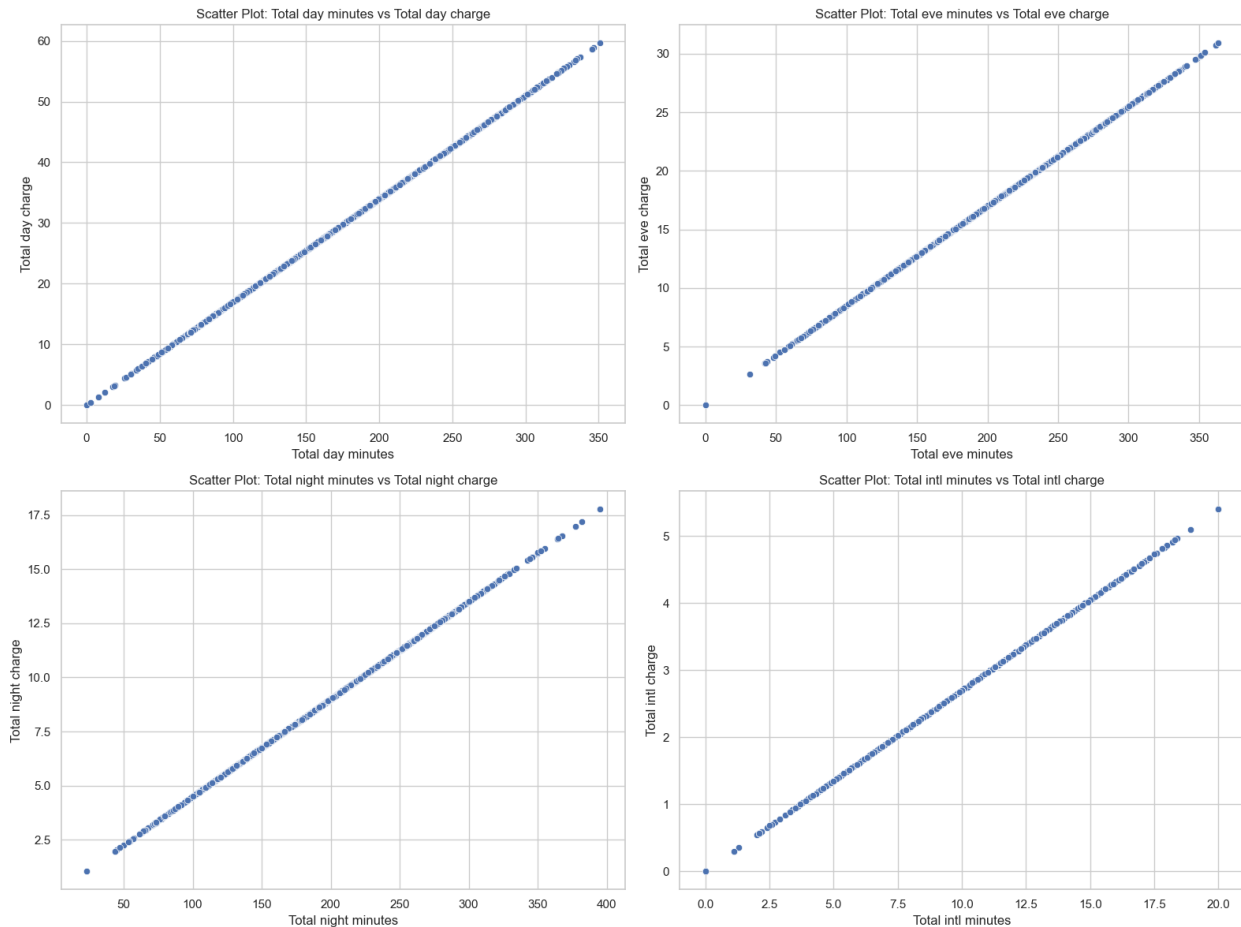 Scatter Plot: Total day minutes vs Total day charge
60
50
40
30
20
10
0
Total day charge
0 50 100 150 200 250 300 350
Total day minutes
Scatter Plot: Total eve minutes vs Total eve charge
30
25
20
15
10
5
0
Total eve charge
0 50 100 150 200 250 300 350
Total eve minutes
Scatter Plot: Total night minutes vs Total night charge
17.5
15.0
12.5
10.0
7.5
5.0
2.5
Total night charge
50 100 150 200 250 300 350 400
Total night minutes
Scatter Plot: Total intl minutes vs Total intl charge
5
4
3
2
1
0
Total intl charge
0.0 2.5 5.0 7.5 10.0 12.5 15.0 17.5 20.0
Total intl minutes